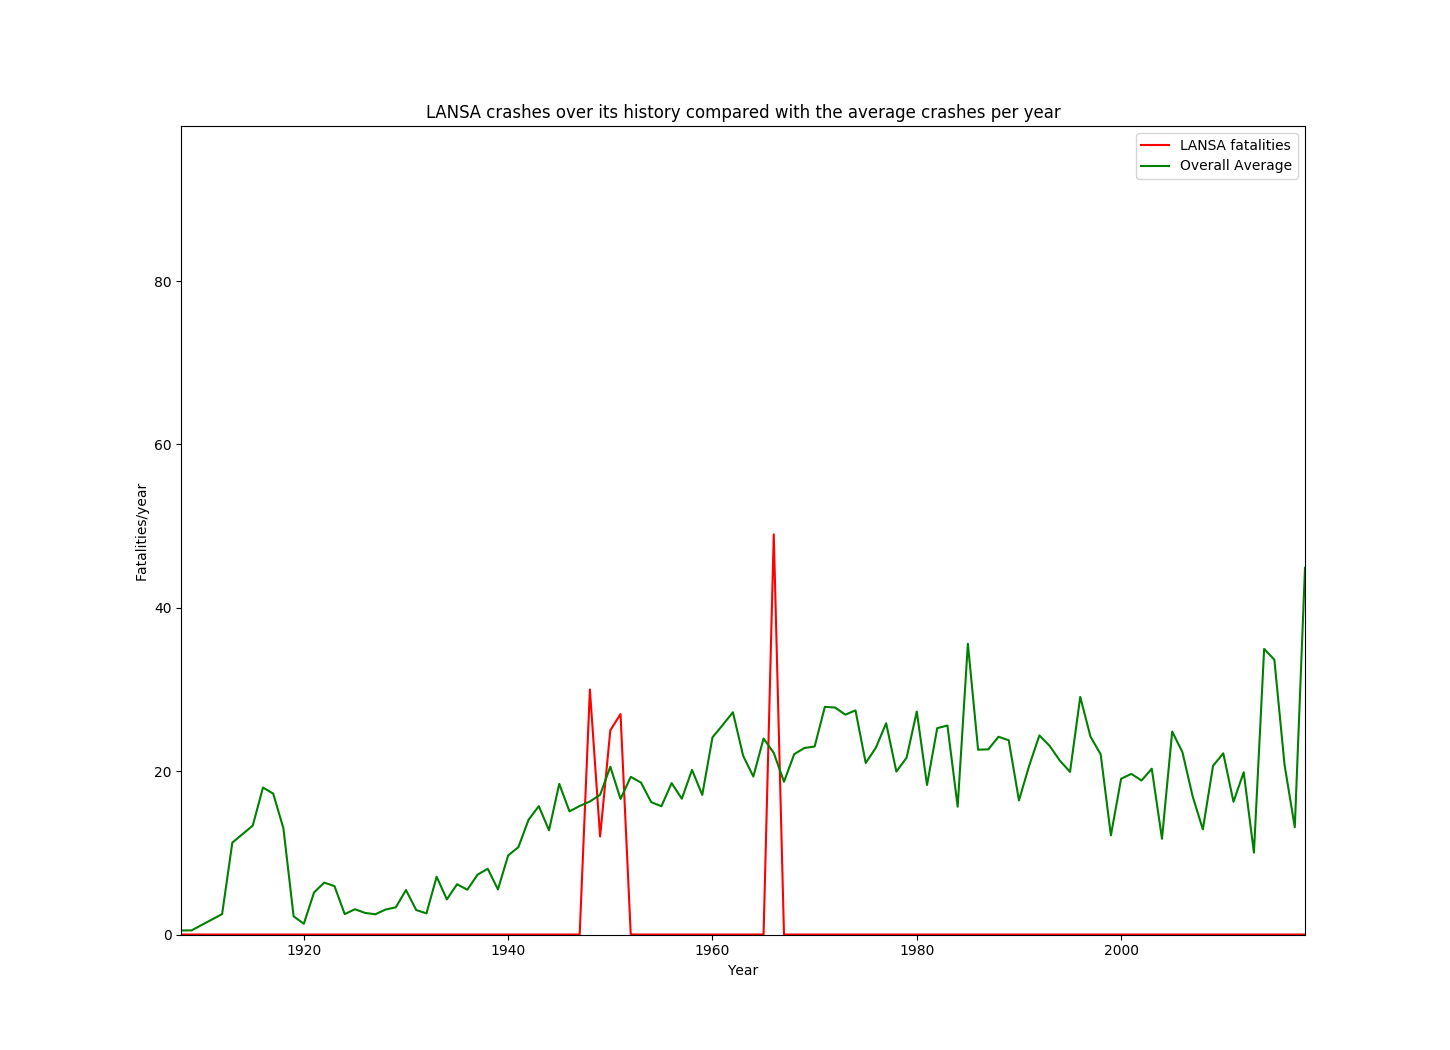 LANSA crashes over its history compared with the average crashes per year
LANSA fatalities
Overall Average
80
60
40
20
0
Fatalities/year
1920 1940 1960 1980 2000
Year